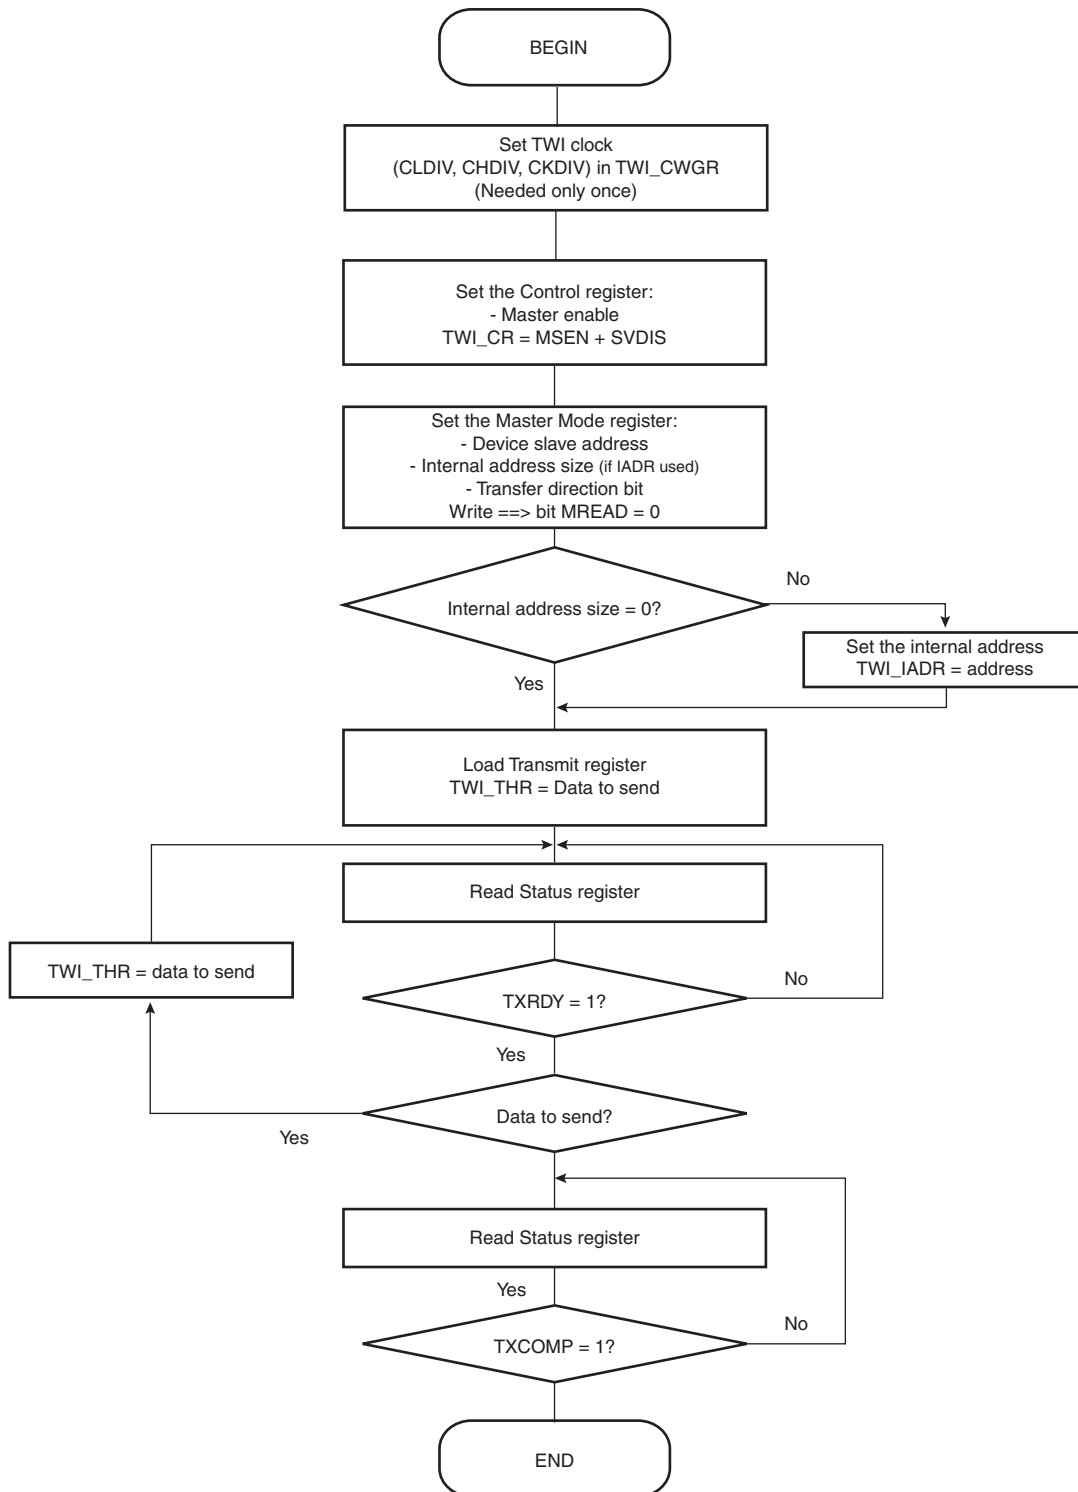 BEGIN
Set TWI clock
(CLDIV, CHDIV, CKDIV) in TWI_CWGR
(Needed only once)
Set the Control register:
- Master enable
TWI_CR = MSEN + SVDIS
Set the Master Mode register:
- Device slave address
- Internal address size (if IADR used)
- Transfer direction bit
Write ==> bit MREAD = 0
No
Internal address size = 0?
Set the internal address
TWI_IADR = address
Yes
Load Transmit register
TWI_THR = Data to send
Read Status register
TWI_THR = data to send
No
TXRDY = 1?
Yes
Data to send?
Yes
Read Status register
Yes
No
TXCOMP = 1?
END